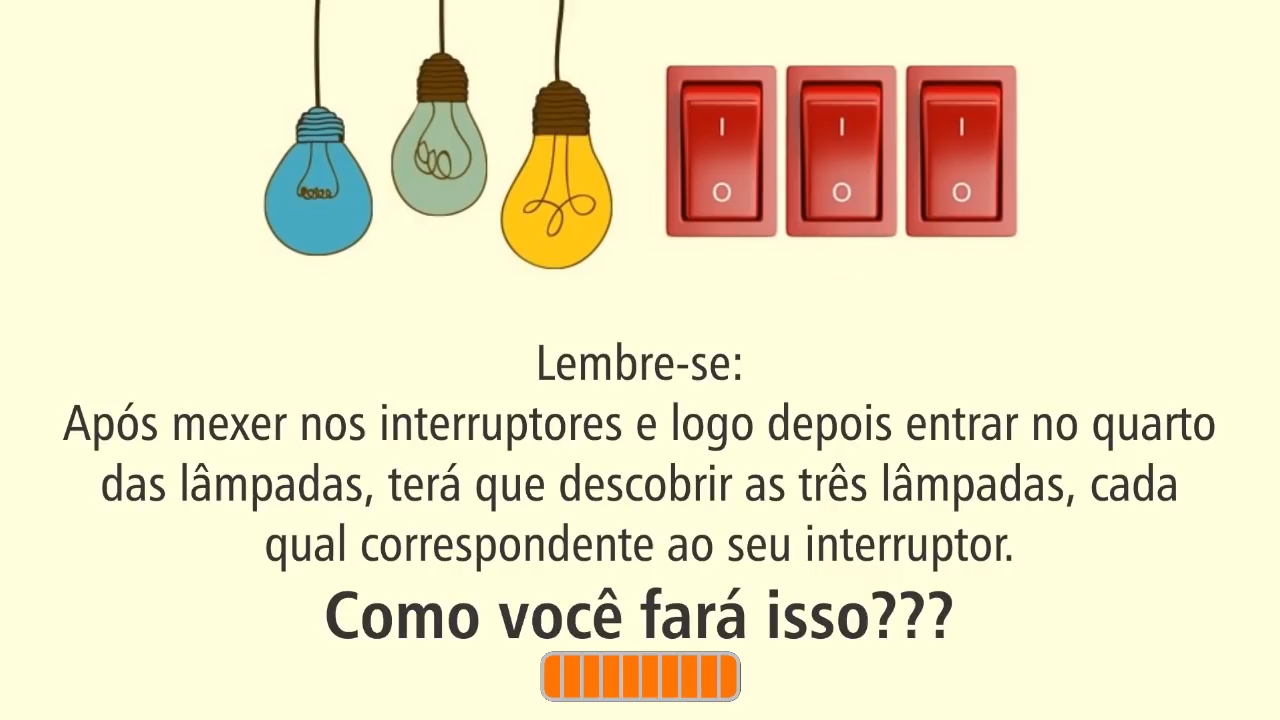 I I I
O O O
Lembre-se:
Após mexer nos interruptores e logo depois entrar no quarto
das lâmpadas, terá que descobrir as três lâmpadas, cada
qual correspondente ao seu interruptor.
Como você fará isso???